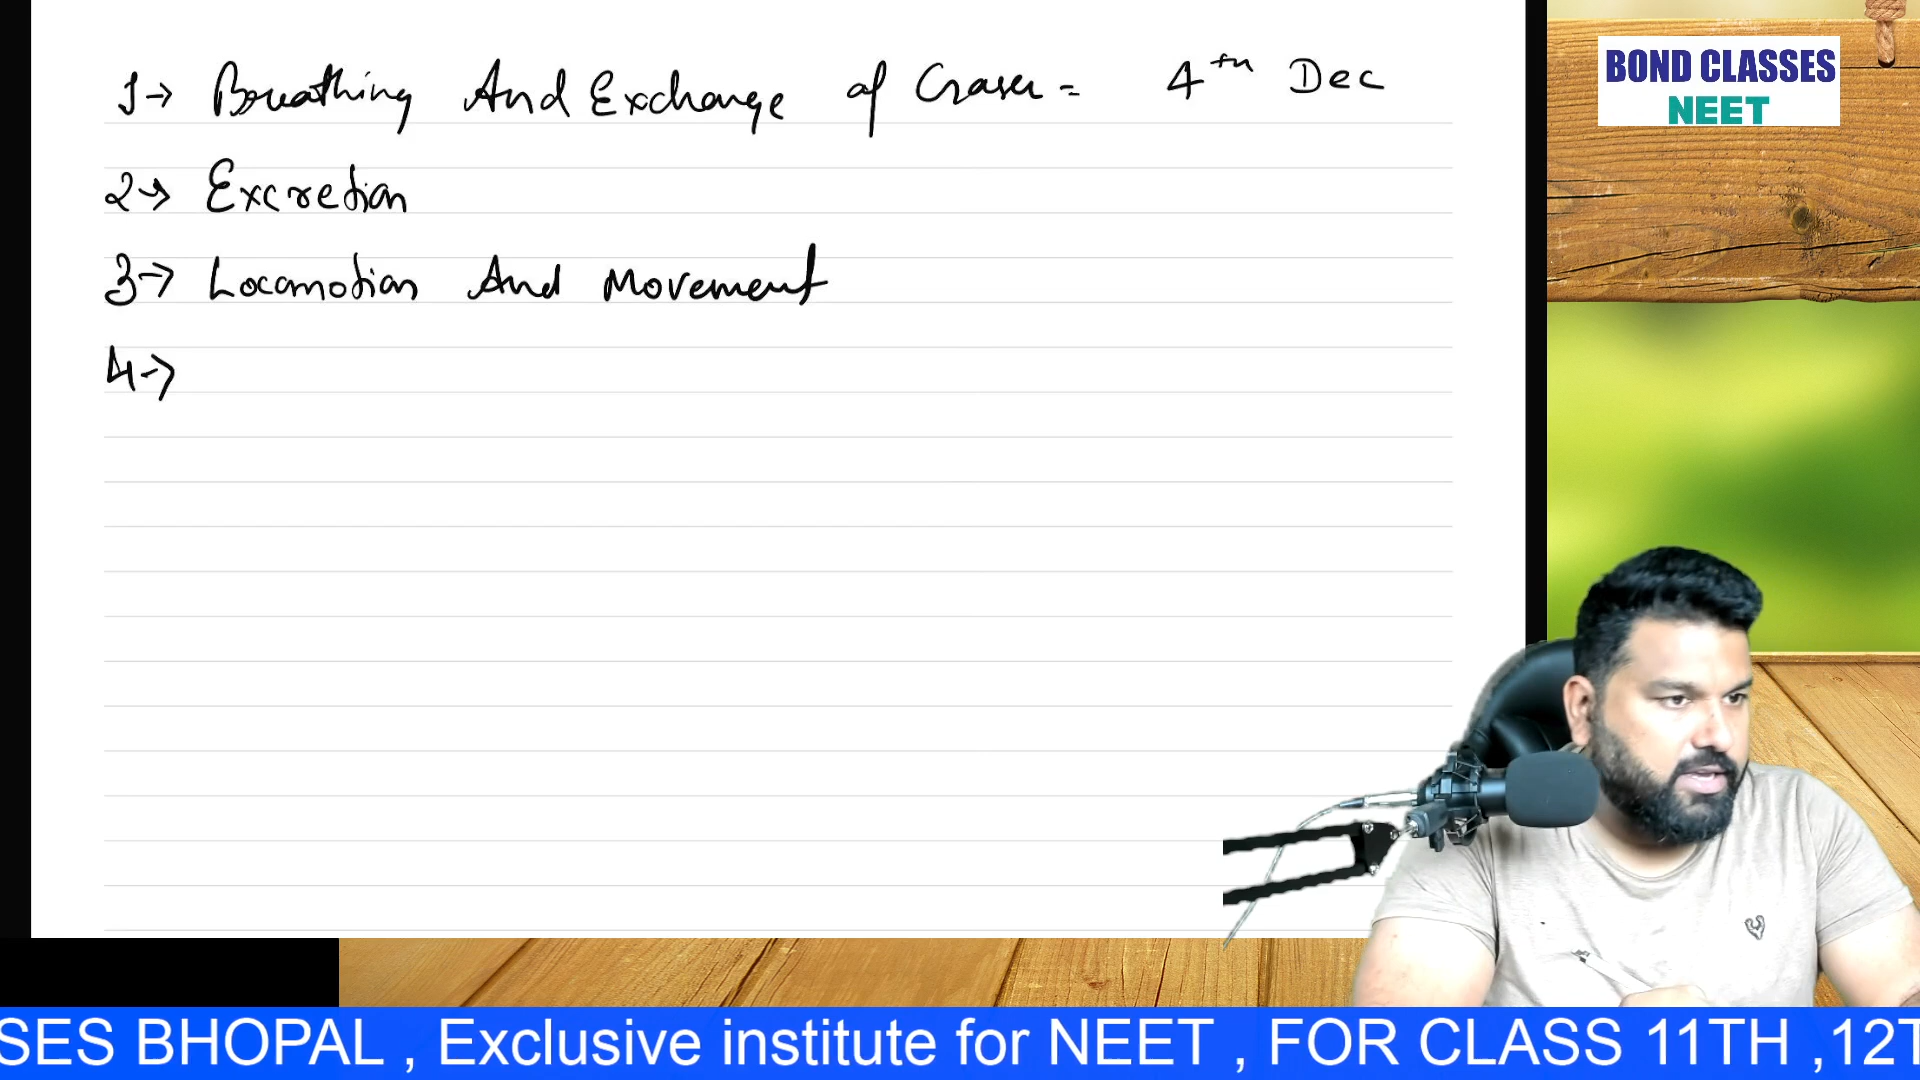 1→ Breathing And Exchange of Gases = 4th Dec
2→ Excretion
3→ Locomotion And Movement
4→
BOND CLASSES
NEET
SES BHOPAL , Exclusive institute for NEET , FOR CLASS 11TH ,12T